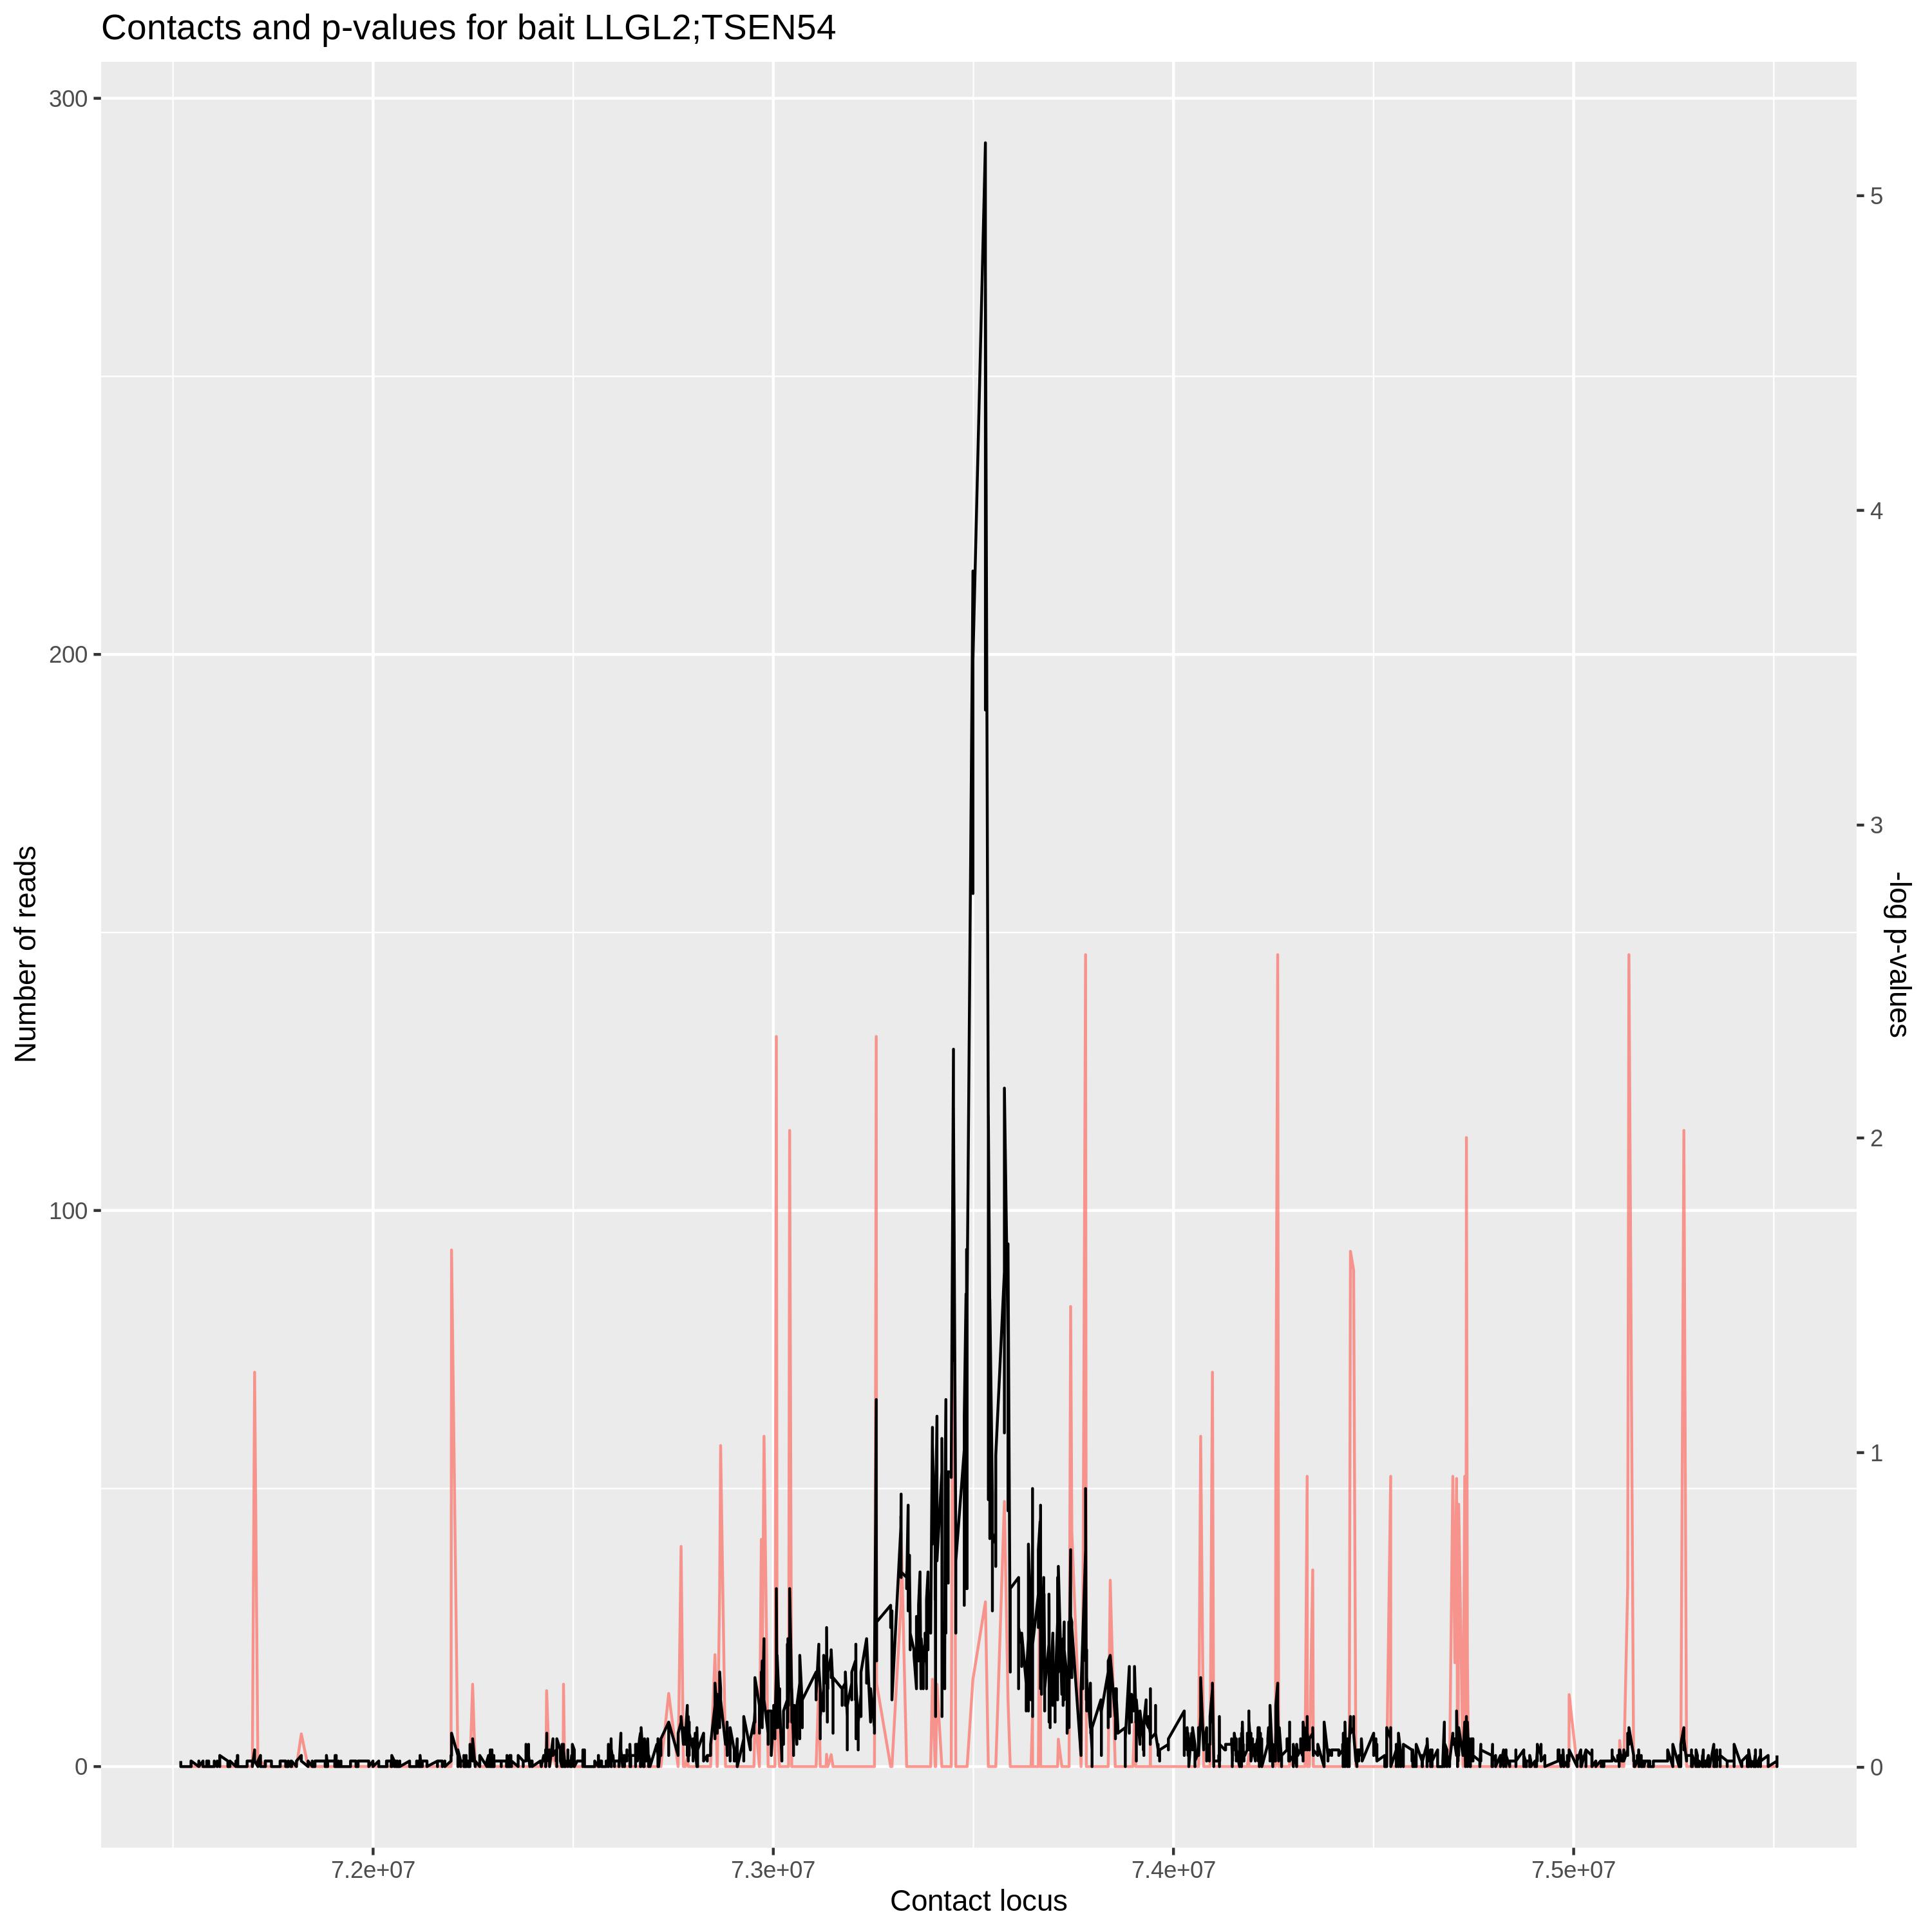 Contacts and p-values for bait LLGL2;TSEN54
300
200
100
0
Number of reads
5
4
3
2
1
0
-log p-values
7.2e+07
7.3e+07
7.4e+07
7.5e+07
Contact locus